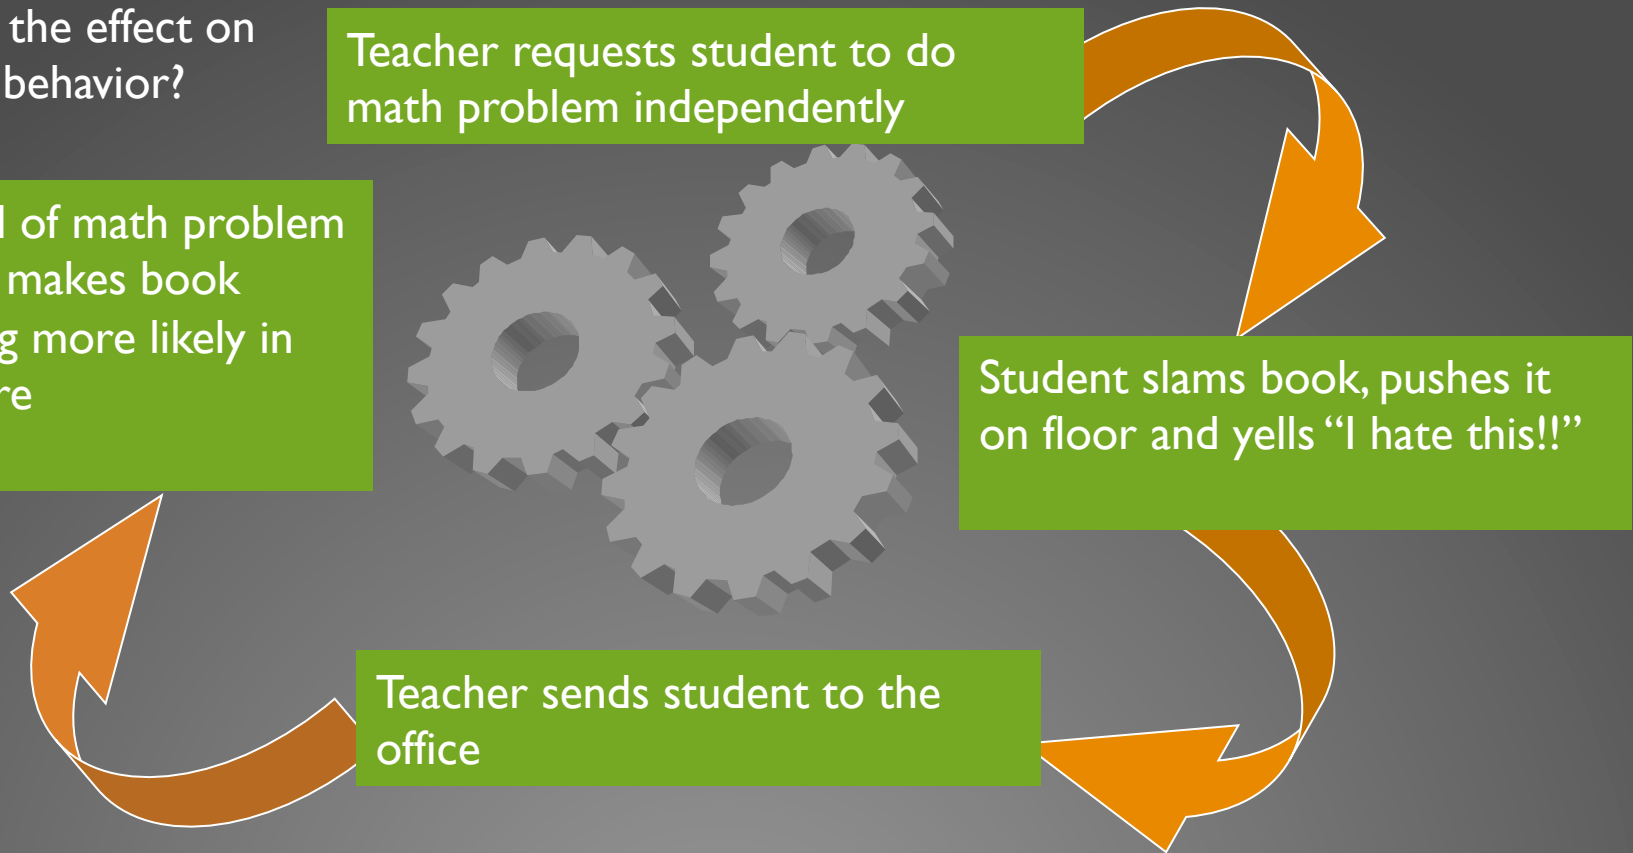 the effect on
behavior?
Teacher requests student to do
math problem independently
of math problem
makes book
more likely in
Student slams book, pushes it
on floor and yells “I hate this!!”
Teacher sends student to the
office